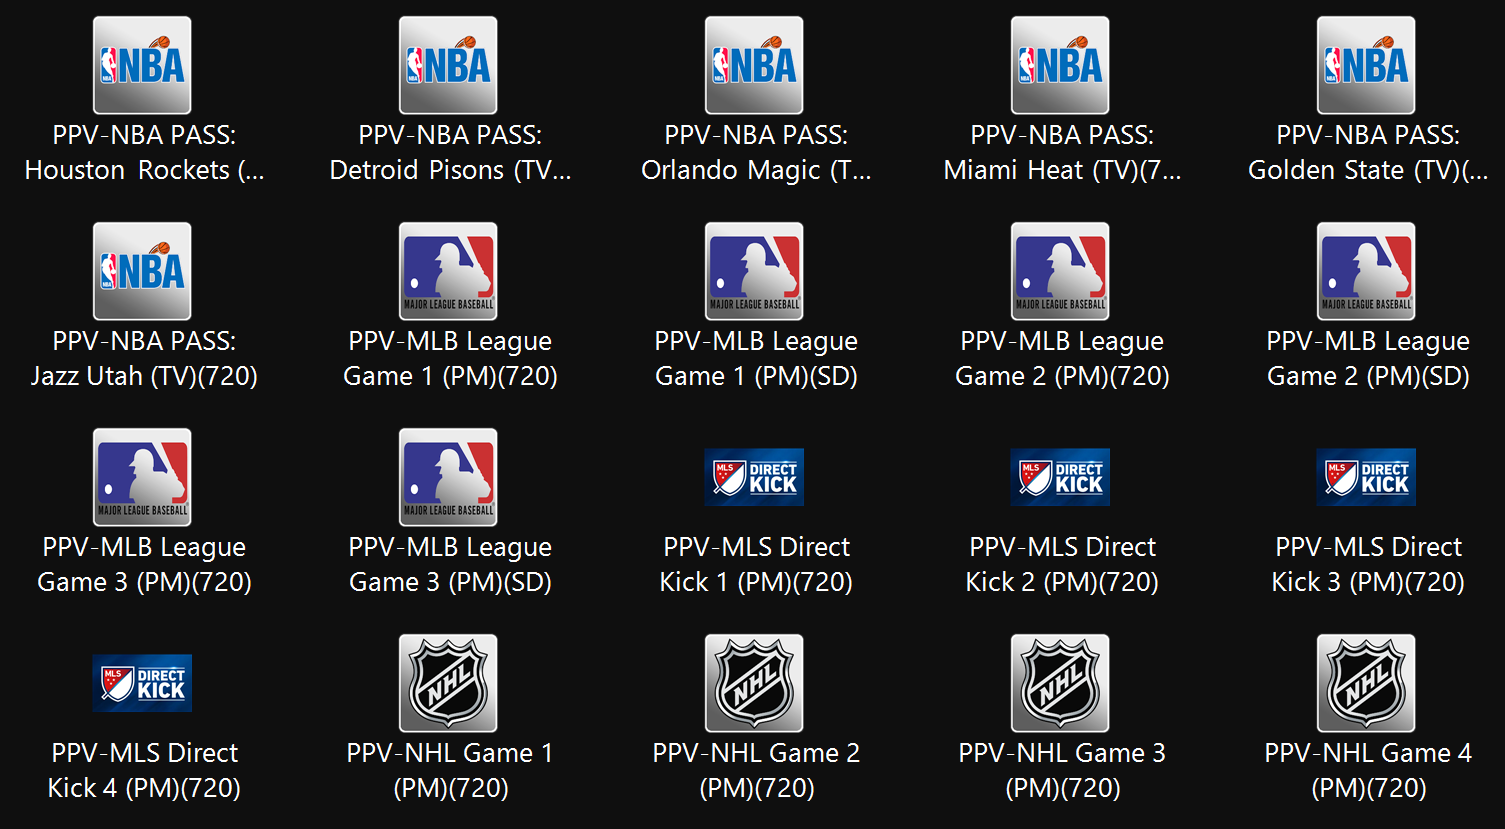 NBA NBA NBA NBA NBA
PPV-NBA PASS:
Houston Rockets (...
PPV-NBA PASS:
Detroid Pisons (TV...
PPV-NBA PASS:
Orlando Magic (T...
PPV-NBA PASS:
Miami Heat (TV)(7...
PPV-NBA PASS:
Golden State (TV)(...
NBA
PPV-NBA PASS:
Jazz Utah (TV)(720)
MAJOR LEAGUE BASEBALL
PPV-MLB League
Game 1 (PM)(720)
MAJOR LEAGUE BASEBALL
PPV-MLB League
Game 1 (PM)(SD)
MAJOR LEAGUE BASEBALL
PPV-MLB League
Game 2 (PM)(720)
MAJOR LEAGUE BASEBALL
PPV-MLB League
Game 2 (PM)(SD)
MAJOR LEAGUE BASEBALL
PPV-MLB League
Game 3 (PM)(720)
MAJOR LEAGUE BASEBALL
PPV-MLB League
Game 3 (PM)(SD)
MLS DIRECT
KICK
PPV-MLS Direct
Kick 1 (PM)(720)
MLS DIRECT
KICK
PPV-MLS Direct
Kick 2 (PM)(720)
MLS DIRECT
KICK
PPV-MLS Direct
Kick 3 (PM)(720)
MLS DIRECT
KICK
PPV-MLS Direct
Kick 4 (PM)(720)
NHL
PPV-NHL Game 1
(PM)(720)
NHL
PPV-NHL Game 2
(PM)(720)
NHL
PPV-NHL Game 3
(PM)(720)
NHL
PPV-NHL Game 4
(PM)(720)